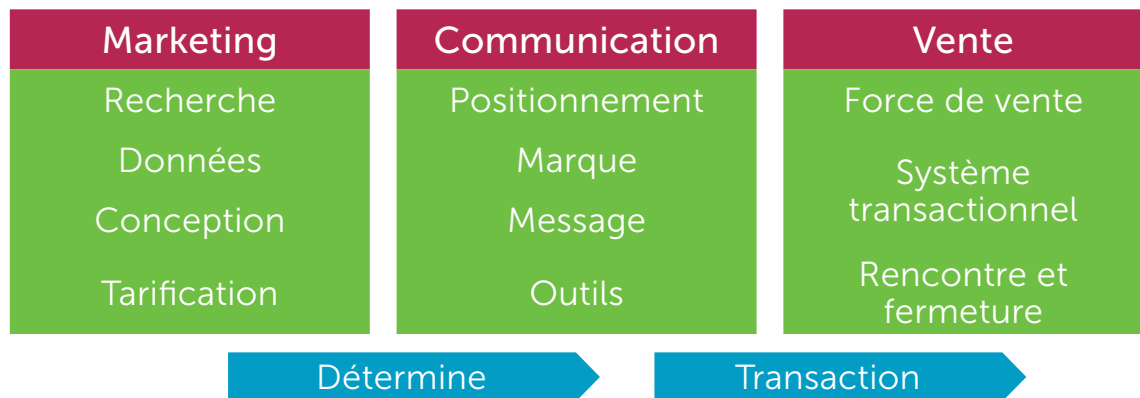 Marketing
Recherche
Données
Conception
Tarification
Communication
Positionnement
Marque
Message
Outils
Vente
Force de vente
Système
transactionnel
Rencontre et
fermeture
Détermine
Transaction